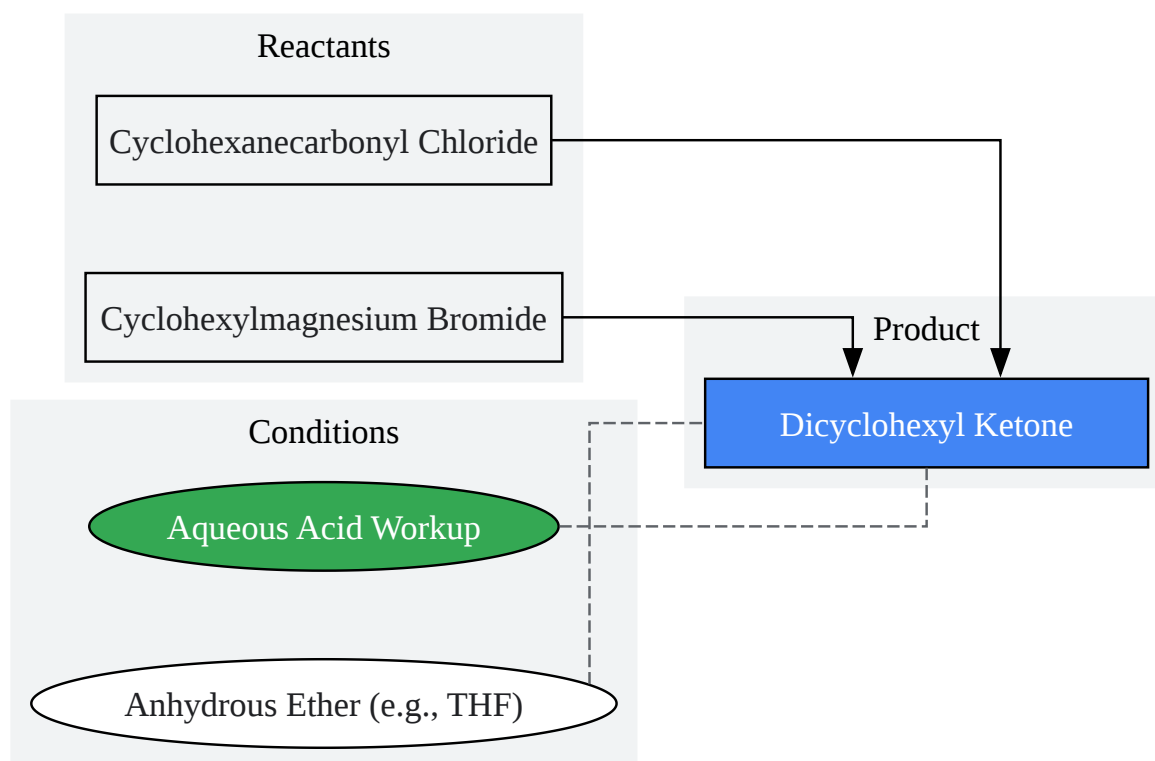 Reactants
Cyclohexanecarbonyl Chloride
Cyclohexylmagnesium Bromide
Product
Dicyclohexyl Ketone
Conditions
Aqueous Acid Workup
Anhydrous Ether (e.g., THF)